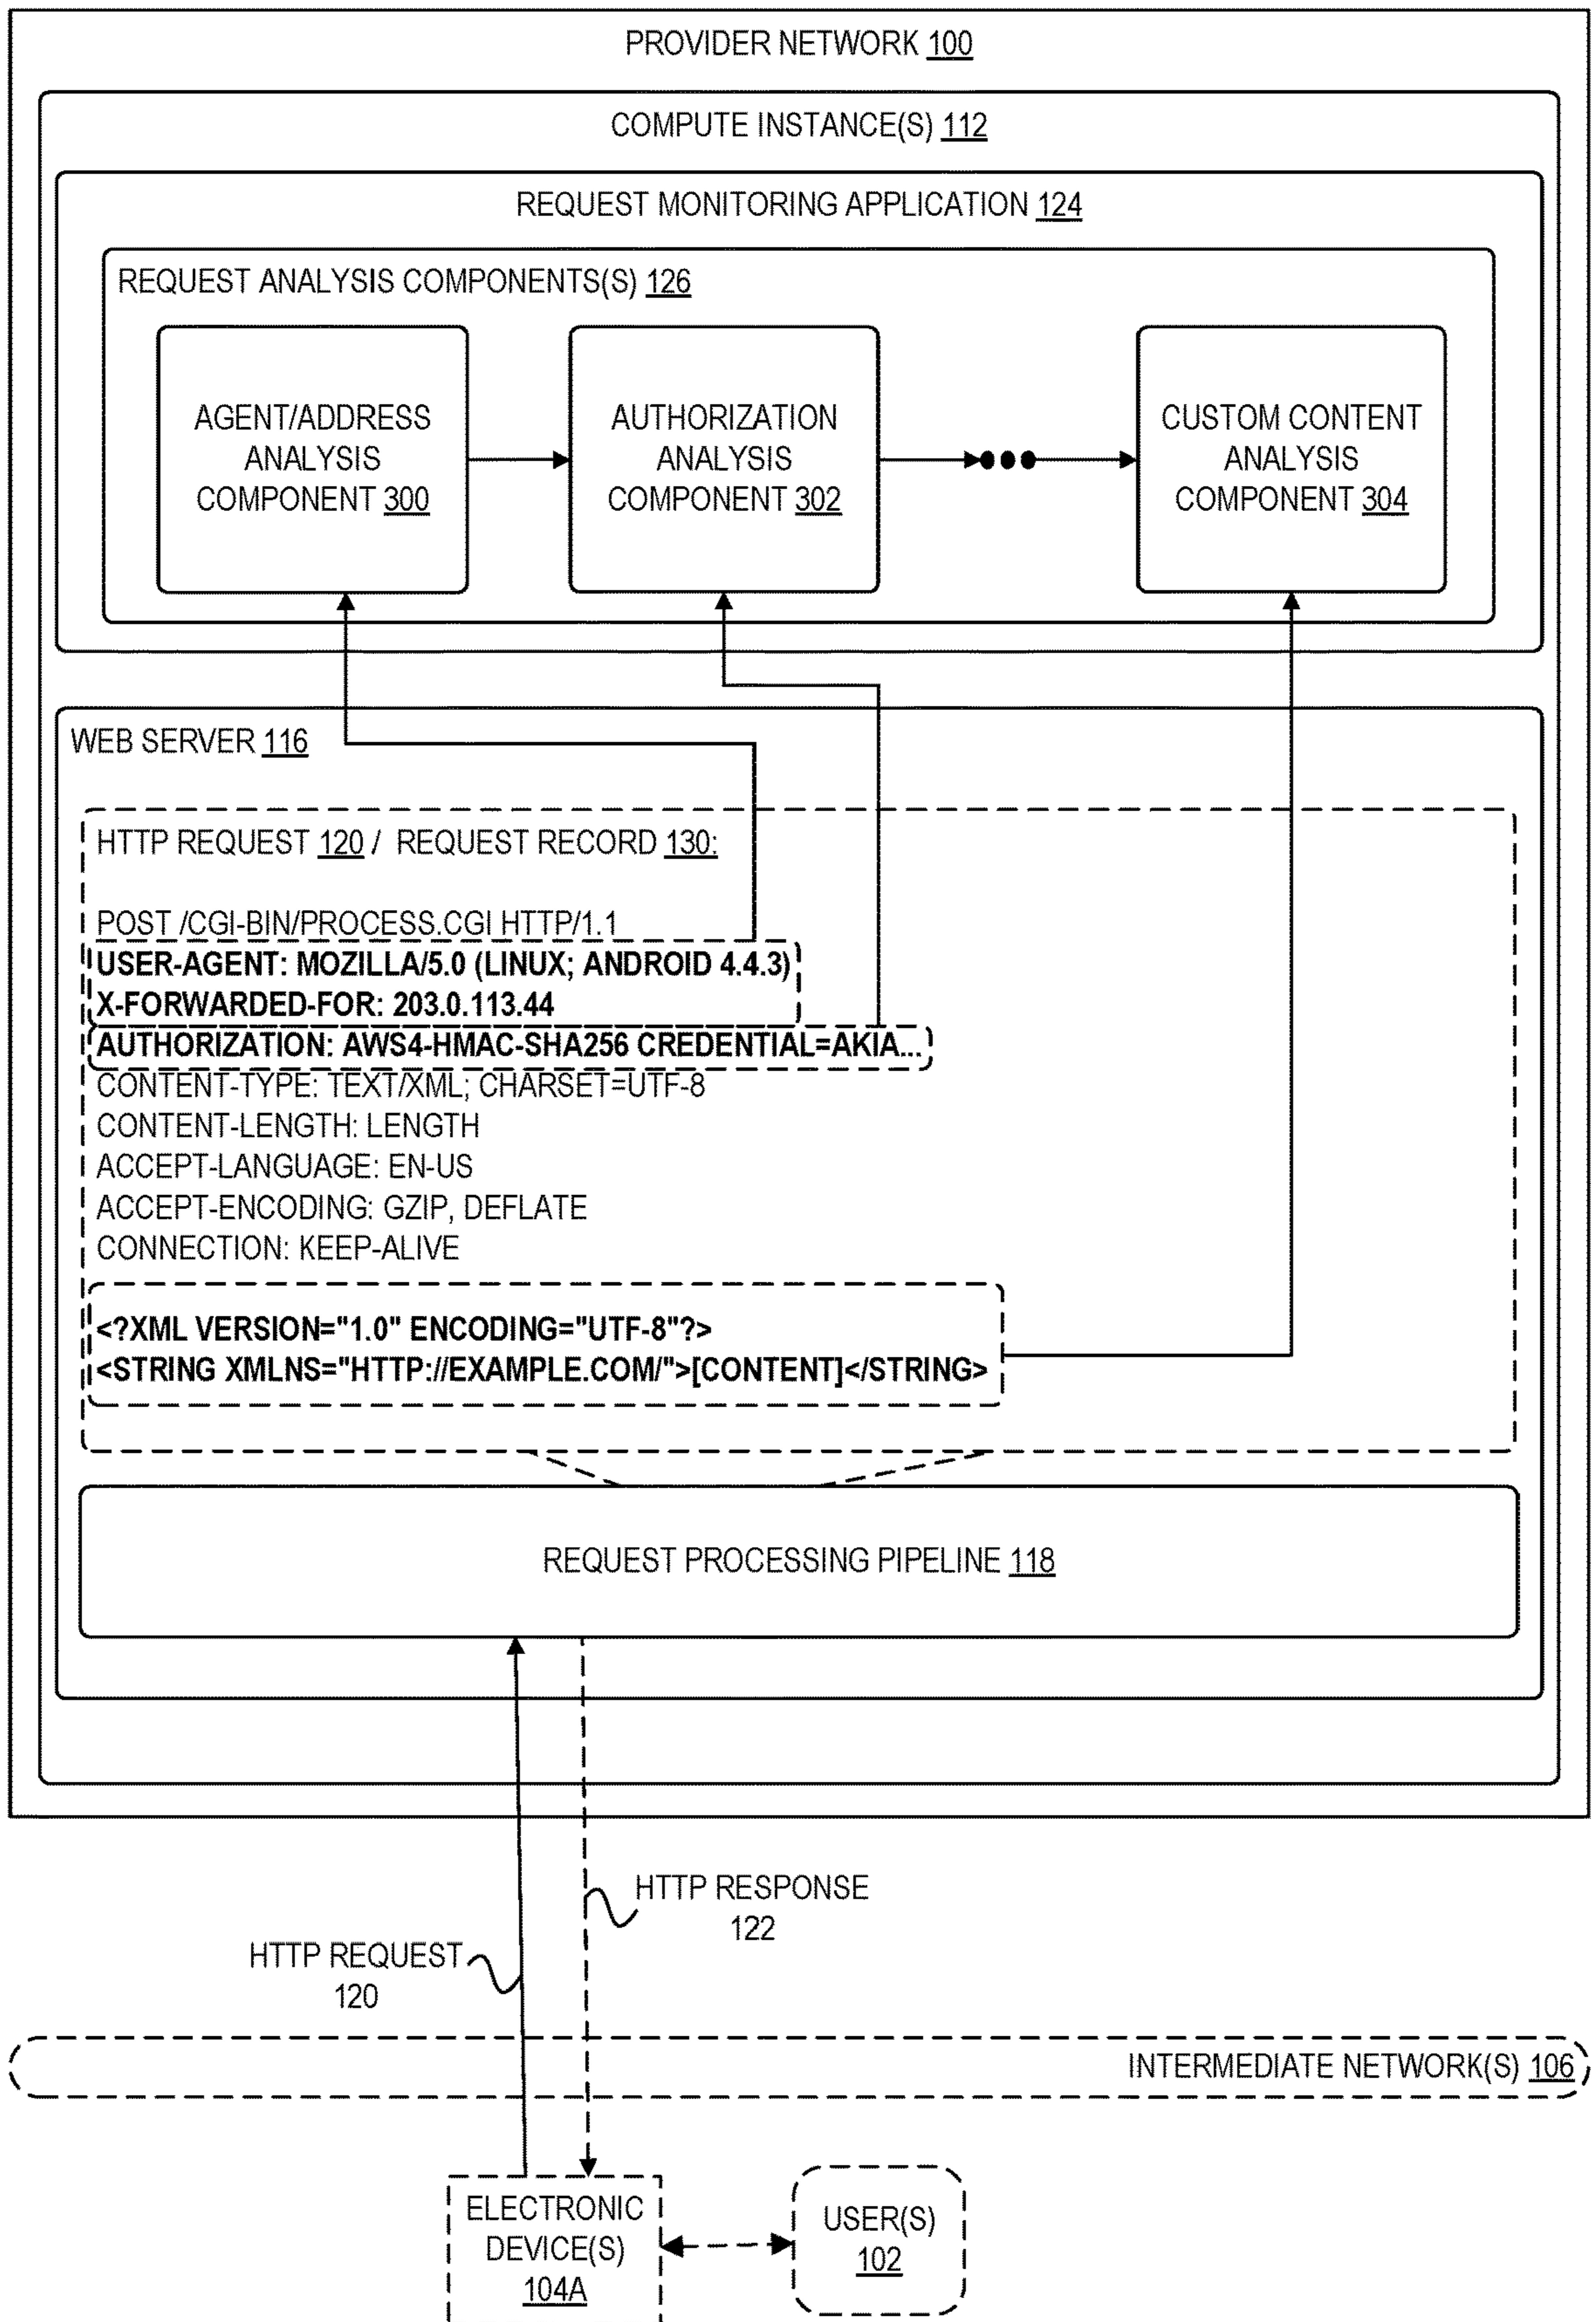 PROVIDER NETWORK 100
COMPUTE INSTANCE(S) 112
REQUEST MONITORING APPLICATION 124
REQUEST ANALYSIS COMPONENTS(S) 126
AGENT/ADDRESS
ANALYSIS
COMPONENT 300
AUTHORIZATION
ANALYSIS
COMPONENT 302
CUSTOM CONTENT
ANALYSIS
COMPONENT 304
WEB SERVER 116
HTTP REQUEST 120 / REQUEST RECORD 130:
POST /CGI-BIN/PROCESS.CGI HTTP/1.1
USER-AGENT: MOZILLA/5.0 (LINUX; ANDROID 4.4.3)
X-FORWARDED-FOR: 203.0.113.44
AUTHORIZATION: AWS4-HMAC-SHA256 CREDENTIAL=AKIA...
CONTENT-TYPE: TEXT/XML; CHARSET=UTF-8
CONTENT-LENGTH: LENGTH
ACCEPT-LANGUAGE: EN-US
ACCEPT-ENCODING: GZIP, DEFLATE
CONNECTION: KEEP-ALIVE
<?XML VERSION="1.0" ENCODING="UTF-8"?>
<STRING XMLNS="HTTP://EXAMPLE.COM/">[CONTENT]</STRING>
REQUEST PROCESSING PIPELINE 118
HTTP RESPONSE
122
HTTP REQUEST
120
INTERMEDIATE NETWORK(S) 106
ELECTRONIC
DEVICE(S)
104A
USER(S)
102